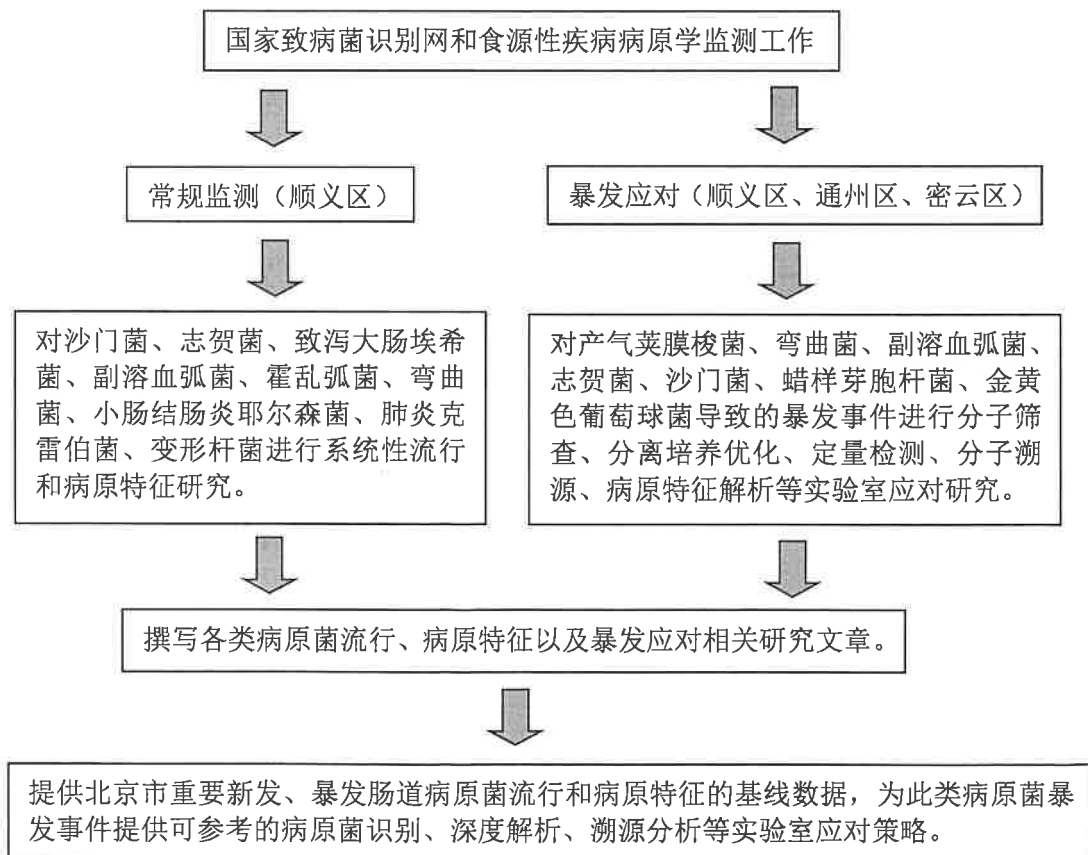 国家致病菌识别网和食源性疾病病原学监测工作
常规监测（顺义区）
暴发应对（顺义区、通州区、密云区）
对沙门菌、志贺菌、致泻大肠埃希
菌、副溶血弧菌、霍乱弧菌、弯曲
菌、小肠结肠炎耶尔森菌、肺炎克
雷伯菌、变形杆菌进行系统性流行
和病原特征研究。
对产气荚膜梭菌、弯曲菌、副溶血弧菌、
志贺菌、沙门菌、蜡样芽胞杆菌、金黄
色葡萄球菌导致的暴发事件进行分子筛
查、分离培养优化、定量检测、分子溯
源、病原特征解析等实验室应对研究。
撰写各类病原菌流行、病原特征以及暴发应对相关研究文章。
提供北京市重要新发、暴发肠道病原菌流行和病原特征的基线数据，为此类病原菌暴
发事件提供可参考的病原菌识别、深度解析、溯源分析等实验室应对策略。